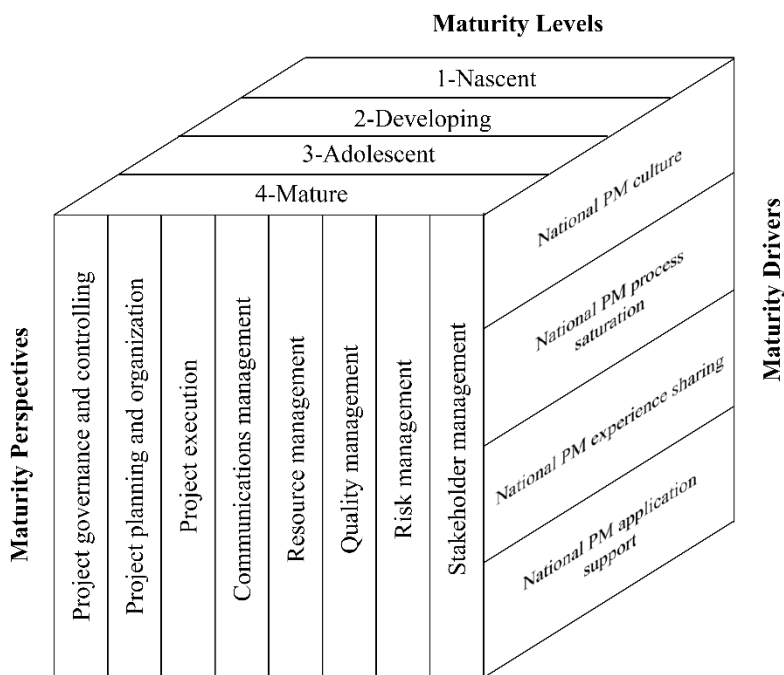 Maturity Levels
1-Nascent
2-Developing
3-Adolescent
4-Mature
Maturity Perspectives
Project governance and controlling
Project planning and organization
Project execution
Communications management
Resource management
Quality management
Risk management
Stakeholder management
National PM culture
National PM process
saturation
National PM experience sharing
National PM application
support
Maturity Drivers